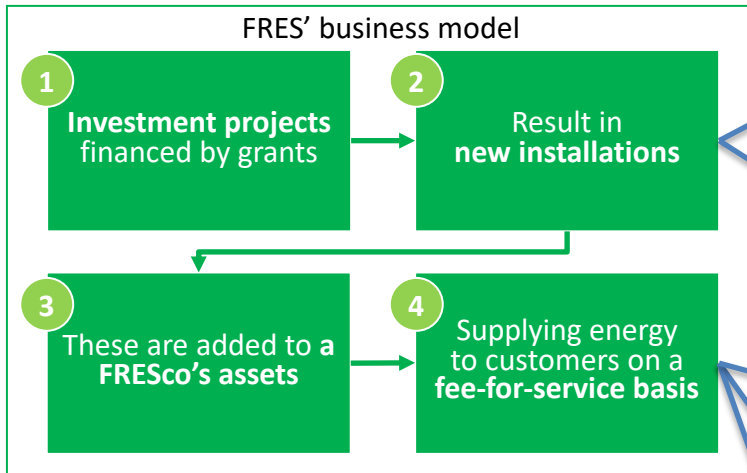 FRES’ business model
1
Investment projects
financed by grants
2
Result in
new installations
3
These are added to a
FRESco’s assets
4
Supplying energy
to customers on a
fee-for-service basis